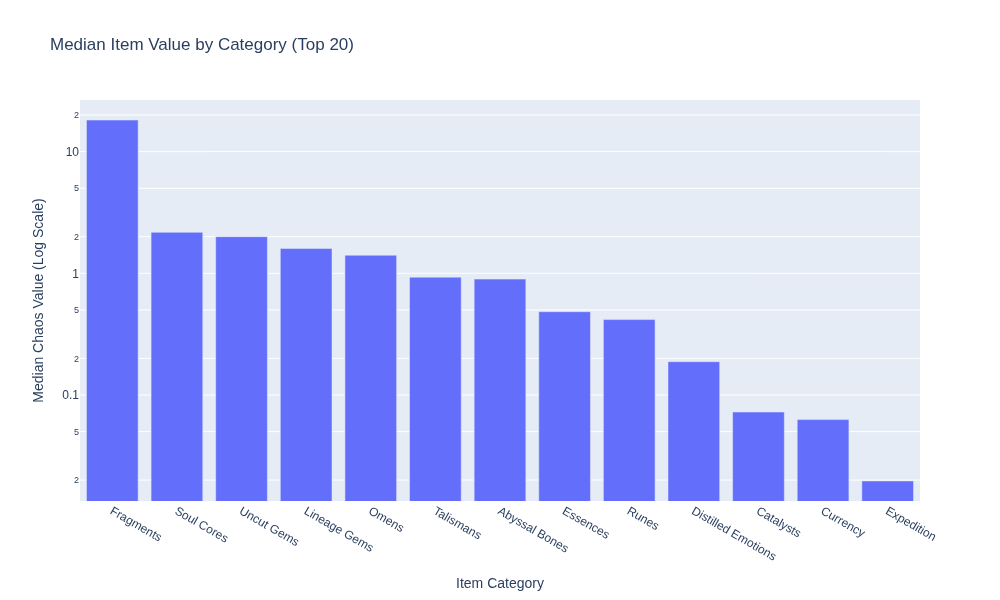 Median Item Value by Category (Top 20)
Median Chaos Value (Log Scale)
2
10
5
2
1
5
2
0.1
5
2
Fragments
Soul Cores
Uncut Gems
Lineage Gems
Omens
Talismans
Abyssal Bones
Essences
Runes
Distilled Emotions
Catalysts
Currency
Expedition
Item Category